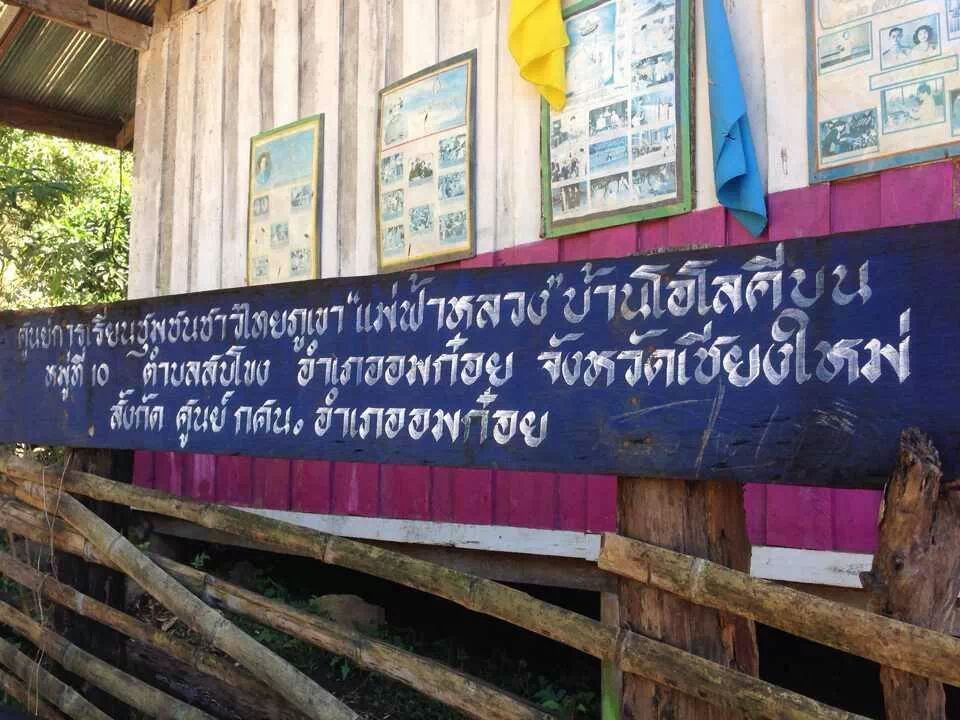 ศูนย์การเรียนชุมชนชาวไทยภูเขา "แม่ฟ้าหลวง" บ้านโอโลคีบน
หมู่ที่ 10 ตำบลสบโขง อำเภออมก๋อย จังหวัดเชียงใหม่
สังกัด ศูนย์ กศน. อำเภออมก๋อย